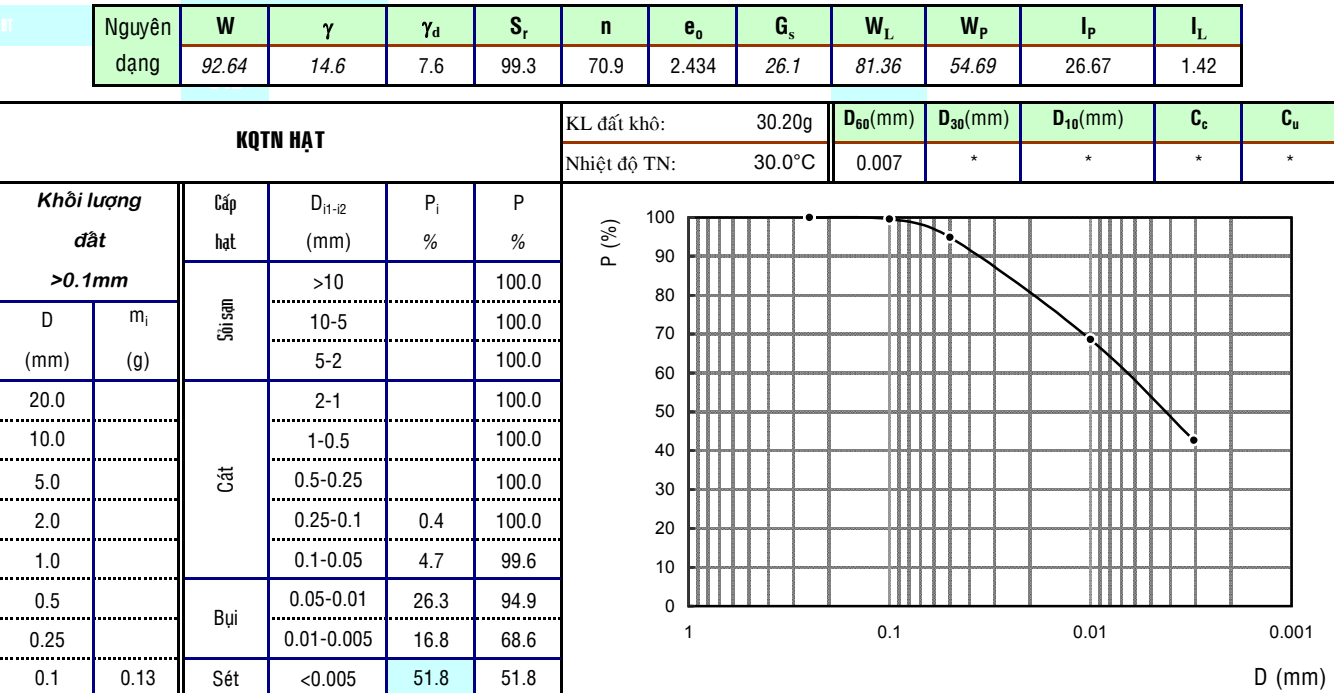 Nguyên dạng W γ γd Sr n eo Gs WL WP IP IL
92.64 14.6 7.6 99.3 70.9 2.434 26.1 81.36 54.69 26.67 1.42
KQTN HẠT
KL đất khô: 30.20g D60(mm) D30(mm) D10(mm) Cc Cu
Nhiệt độ TN: 30.0°C 0.007 * * * *
Khối lượng đất >0.1mm
D (mm) mi (g)
20.0
10.0
5.0
2.0
1.0
0.5
0.25
0.1 0.13
Cấp hạt Di1-i2 (mm) Pi % P %
Sỏi sạn
>10 100.0
10-5 100.0
5-2 100.0
Cát
2-1 100.0
1-0.5 100.0
0.5-0.25 100.0
0.25-0.1 0.4 100.0
0.1-0.05 4.7 99.6
Bụi
0.05-0.01 26.3 94.9
0.01-0.005 16.8 68.6
Sét <0.005 51.8 51.8
P (%)
100
90
80
70
60
50
40
30
20
10
0
1 0.1 0.01 0.001
D (mm)